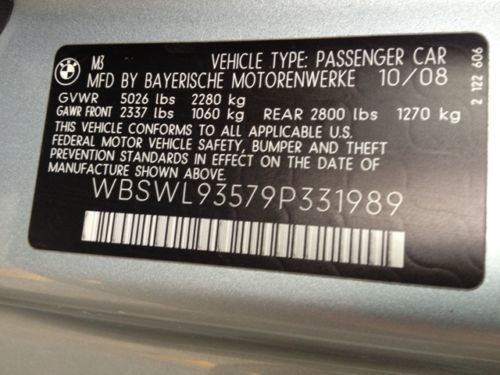 M3 VEHICLE TYPE: PASSENGER CAR
MFD BY BAYERISCHE MOTORENWERKE 10/08
GVWR 5026 lbs 2280 kg
GAWR FRONT 2337 lbs 1060 kg REAR 2800 lbs 1270 kg
THIS VEHICLE CONFORMS TO ALL APPLICABLE U.S.
FEDERAL MOTOR VEHICLE SAFETY, BUMPER AND THEFT
PREVENTION STANDARDS IN EFFECT ON THE DATE OF
MANUFACTURE SHOWN ABOVE.
WBSWL93579P331989
2 122 606
BMW